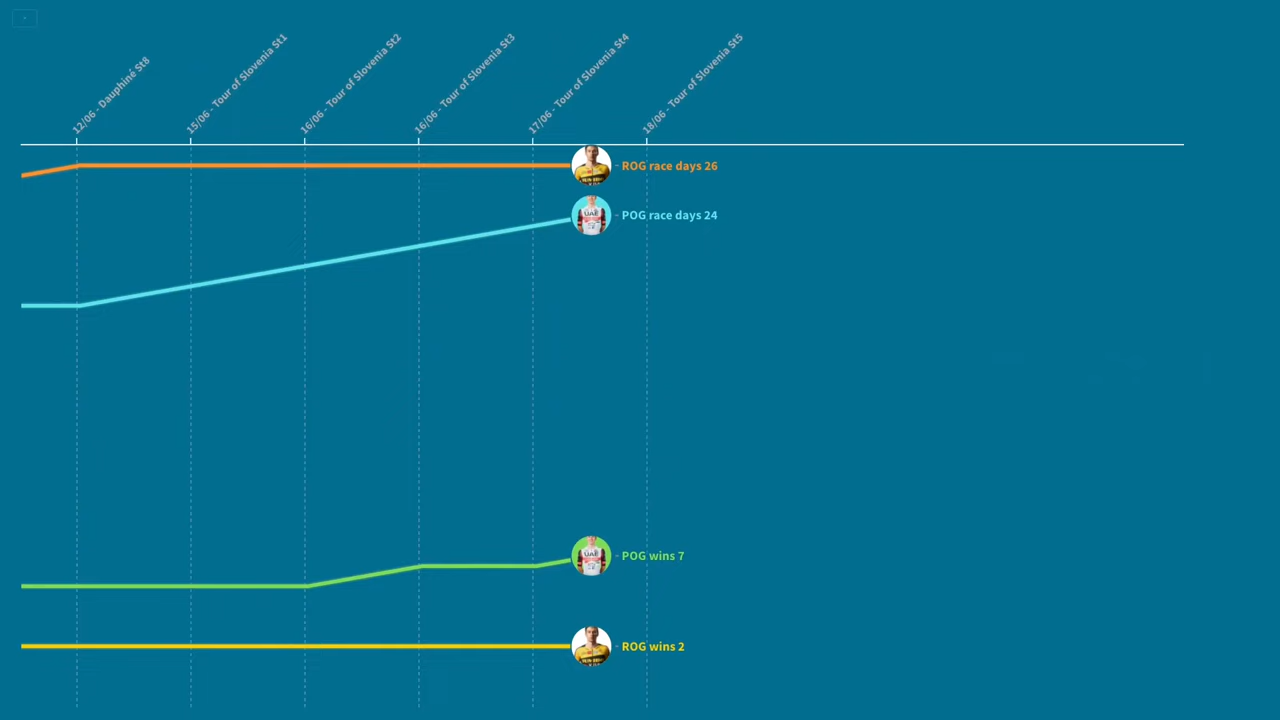 12/06 - Dauphiné St8
15/06 - Tour of Slovenia St1
16/06 - Tour of Slovenia St2
16/06 - Tour of Slovenia St3
17/06 - Tour of Slovenia St4
18/06 - Tour of Slovenia St5
- ROG race days 26
- POG race days 24
- POG wins 7
- ROG wins 2
UAE
UAE